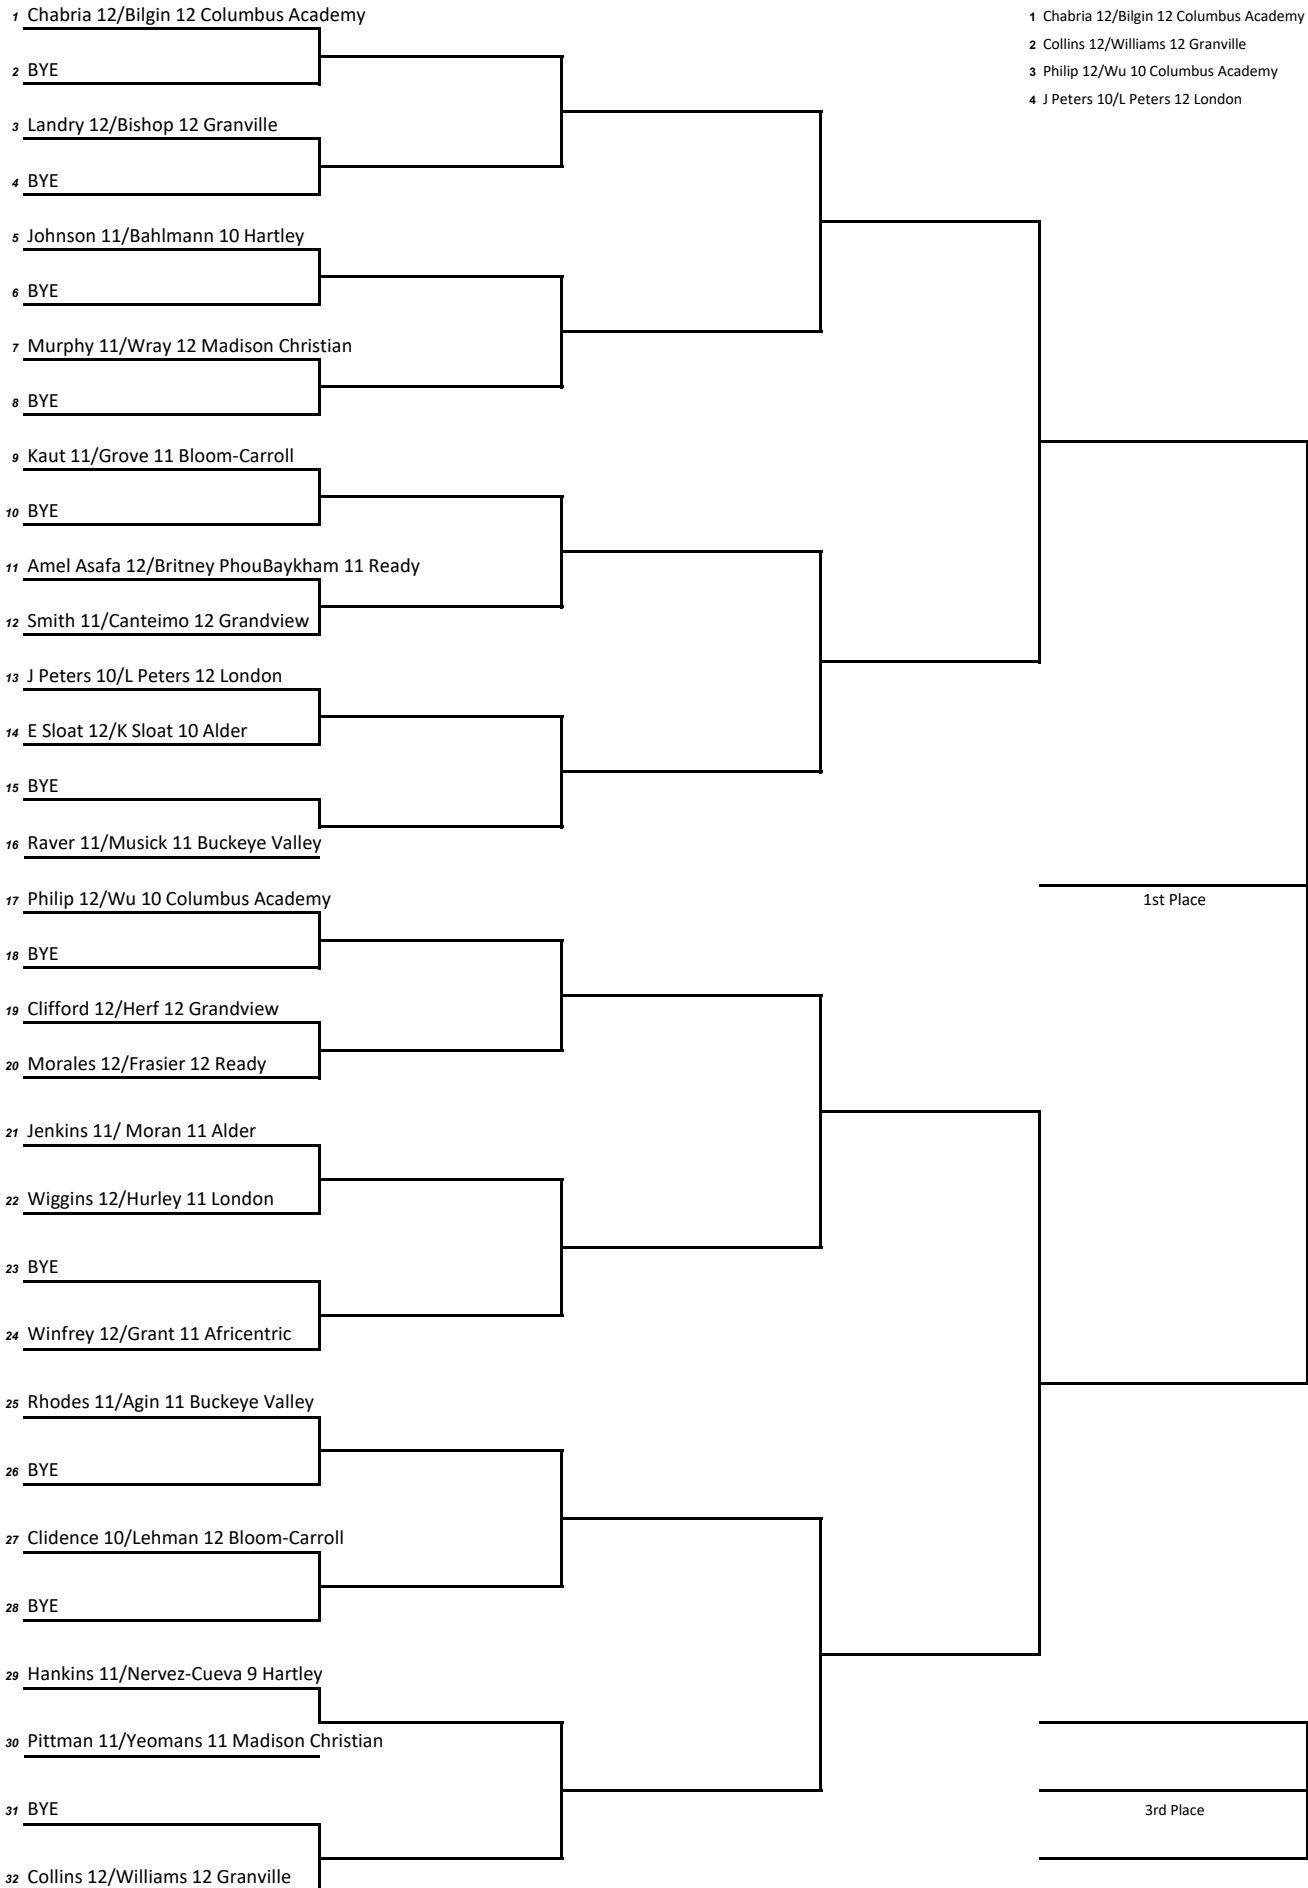 1 Chabria 12/Bilgin 12 Columbus Academy
2 BYE
3 Landry 12/Bishop 12 Granville
4 BYE
5 Johnson 11/Bahlmann 10 Hartley
6 BYE
7 Murphy 11/Wray 12 Madison Christian
8 BYE
9 Kaut 11/Grove 11 Bloom-Carroll
10 BYE
11 Amel Asafa 12/Britney PhouBaykham 11 Ready
12 Smith 11/Canteimo 12 Grandview
13 J Peters 10/L Peters 12 London
14 E Sloat 12/K Sloat 10 Alder
15 BYE
16 Raver 11/Musick 11 Buckeye Valley
17 Philip 12/Wu 10 Columbus Academy
18 BYE
19 Clifford 12/Herf 12 Grandview
20 Morales 12/Frasier 12 Ready
21 Jenkins 11/ Moran 11 Alder
22 Wiggins 12/Hurley 11 London
23 BYE
24 Winfrey 12/Grant 11 Africentric
25 Rhodes 11/Agin 11 Buckeye Valley
26 BYE
27 Clidence 10/Lehman 12 Bloom-Carroll
28 BYE
29 Hankins 11/Nervez-Cueva 9 Hartley
30 Pittman 11/Yeomans 11 Madison Christian
31 BYE
32 Collins 12/Williams 12 Granville
1 Chabria 12/Bilgin 12 Columbus Academy
2 Collins 12/Williams 12 Granville
3 Philip 12/Wu 10 Columbus Academy
4 J Peters 10/L Peters 12 London
1st Place
3rd Place